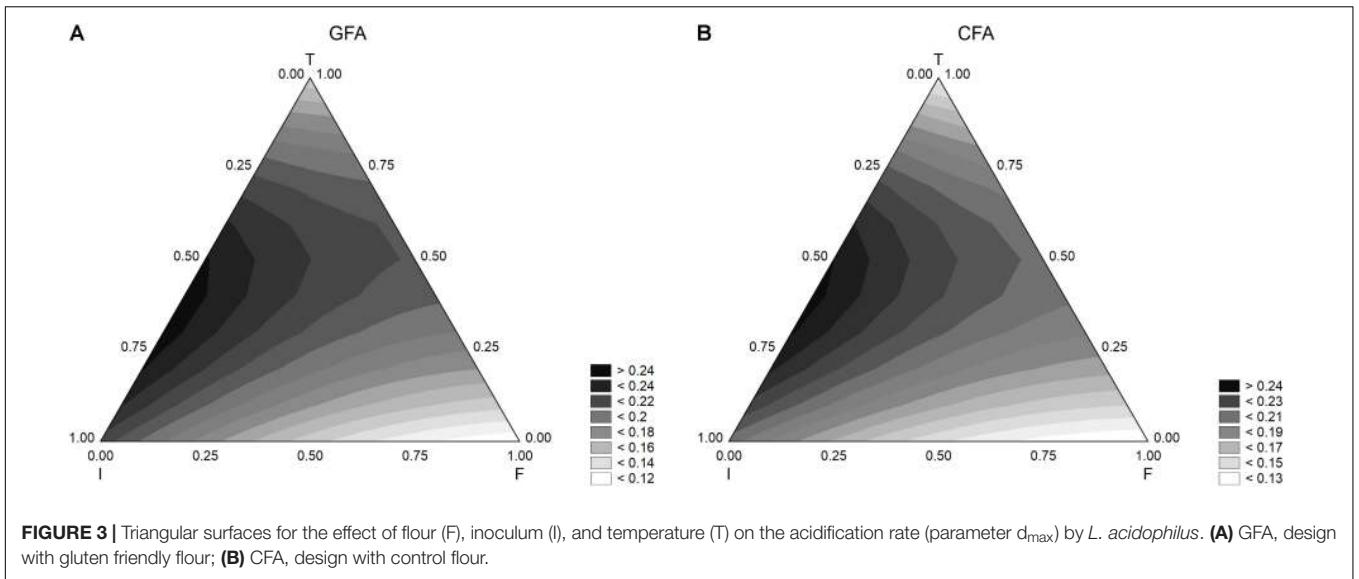 A
GFA
T
0.00 1.00
0.25
0.75
0.50
0.50
0.75
0.25
1.00
0.00
0.00 0.25 0.50 0.75 1.00
I
F
> 0.24
< 0.24
< 0.22
< 0.2
< 0.18
< 0.16
< 0.14
< 0.12
B
CFA
T
0.00 1.00
0.25
0.75
0.50
0.50
0.75
0.25
1.00
0.00
0.00 0.25 0.50 0.75 1.00
I
F
> 0.24
< 0.23
< 0.21
< 0.19
< 0.17
< 0.15
< 0.13
FIGURE 3 | Triangular surfaces for the effect of flour (F), inoculum (I), and temperature (T) on the acidification rate (parameter dmax) by L. acidophilus. (A) GFA, design
with gluten friendly flour; (B) CFA, design with control flour.